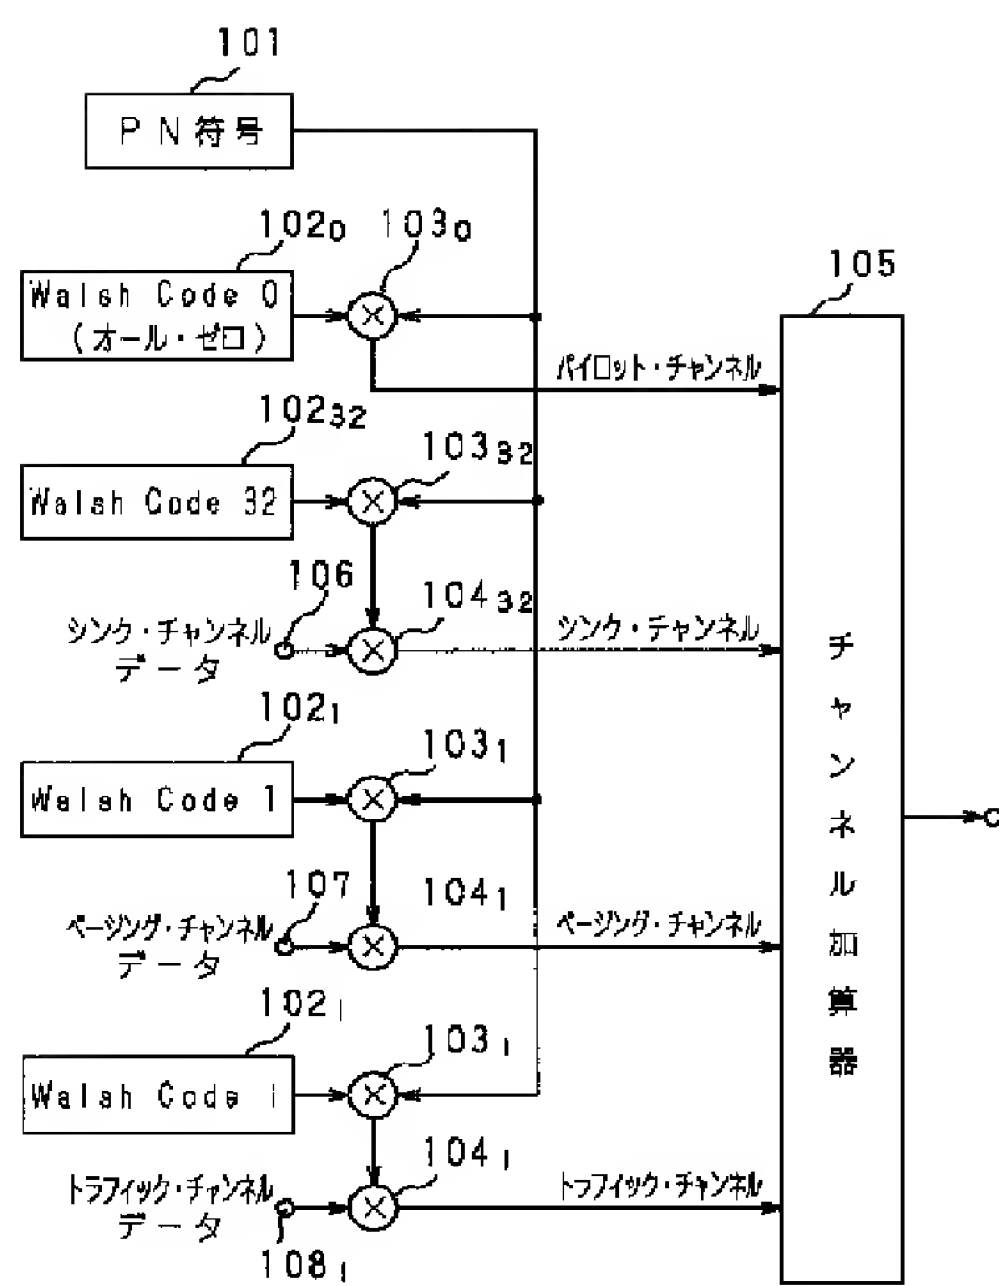 101
PN符号
102₀
103₀
Walsh Code 0
(オール・ゼロ)
105
パイロット・チャンネル
102₃₂
103₃₂
Walsh Code 32
106
104₃₂
シンク・チャンネル
データ
シンク・チャンネル
102₁
103₁
Walsh Code 1
107
104₁
ページング・チャンネル
データ
ページング・チャンネル
102ᵢ
103ᵢ
Walsh Code i
104ᵢ
トラフィック・チャンネル
データ
トラフィック・チャンネル
108ᵢ
チャンネル加算器